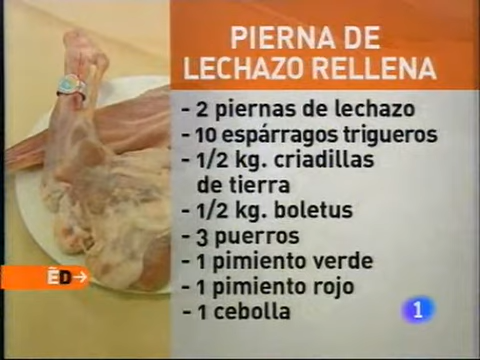 PIERNA DE
LECHAZO RELLENA
- 2 piernas de lechazo
- 10 espárragos trigueros
- 1/2 kg. criadillas
de tierra
- 1/2 kg. boletus
- 3 puerros
- 1 pimiento verde
- 1 pimiento rojo
- 1 cebolla
ED→
1